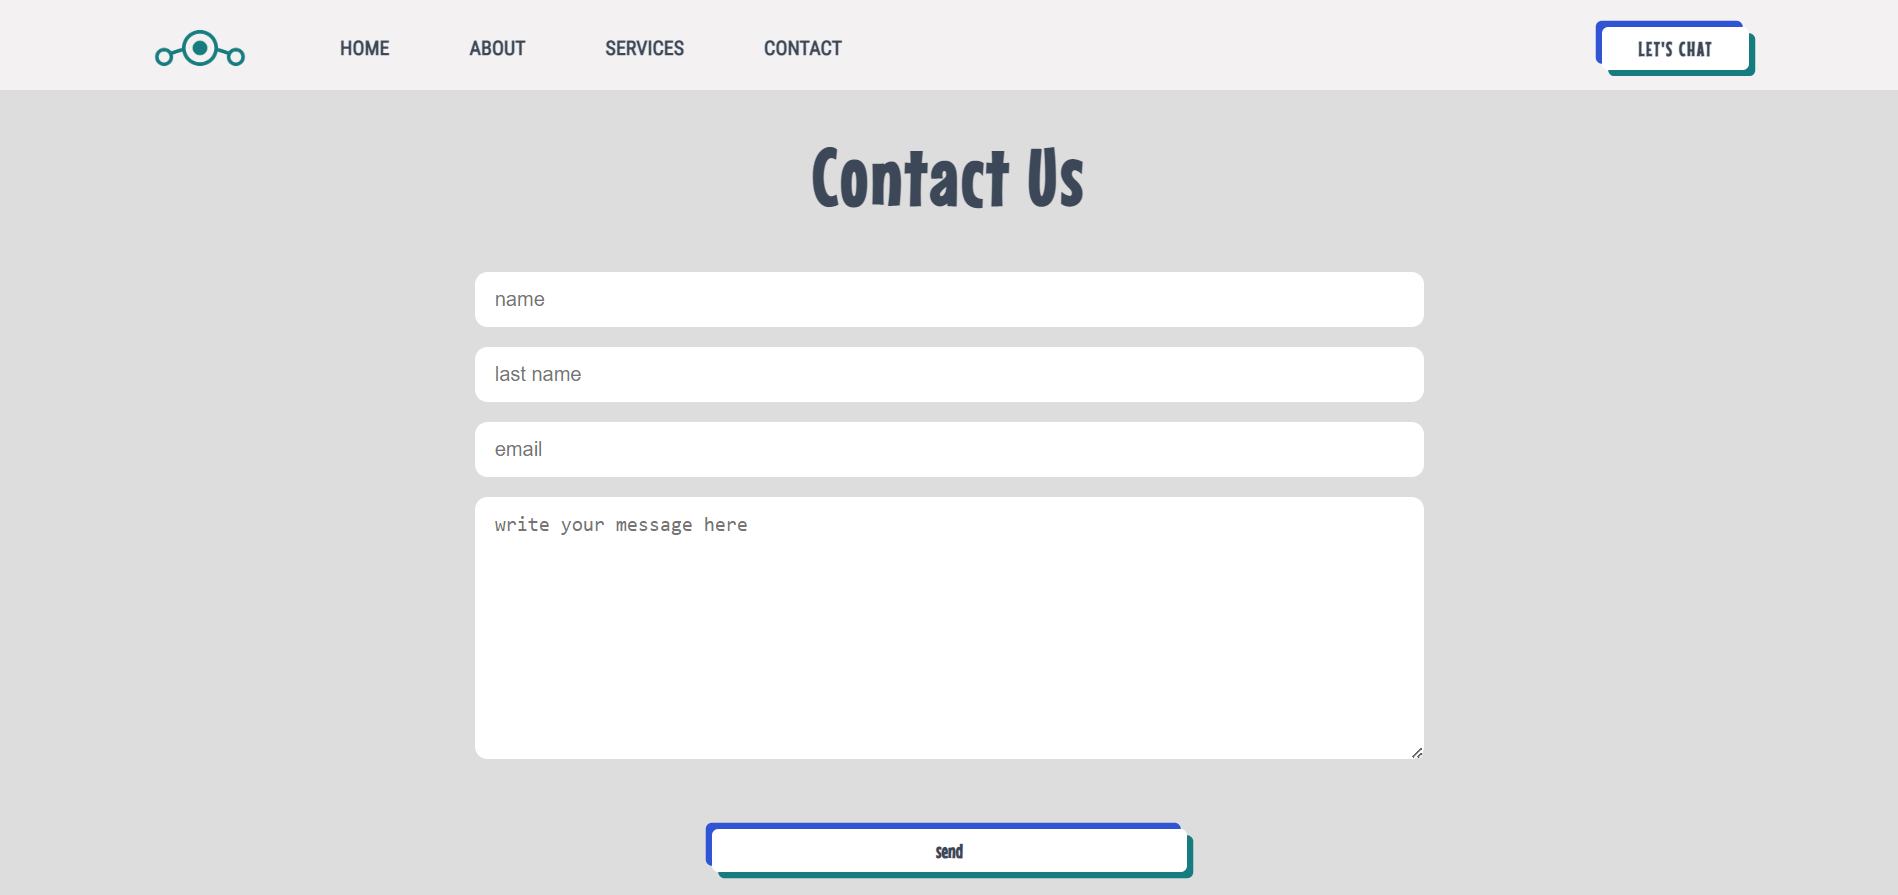 HOME ABOUT SERVICES CONTACT LET'S CHAT
Contact Us
name
last name
email
write your message here
send